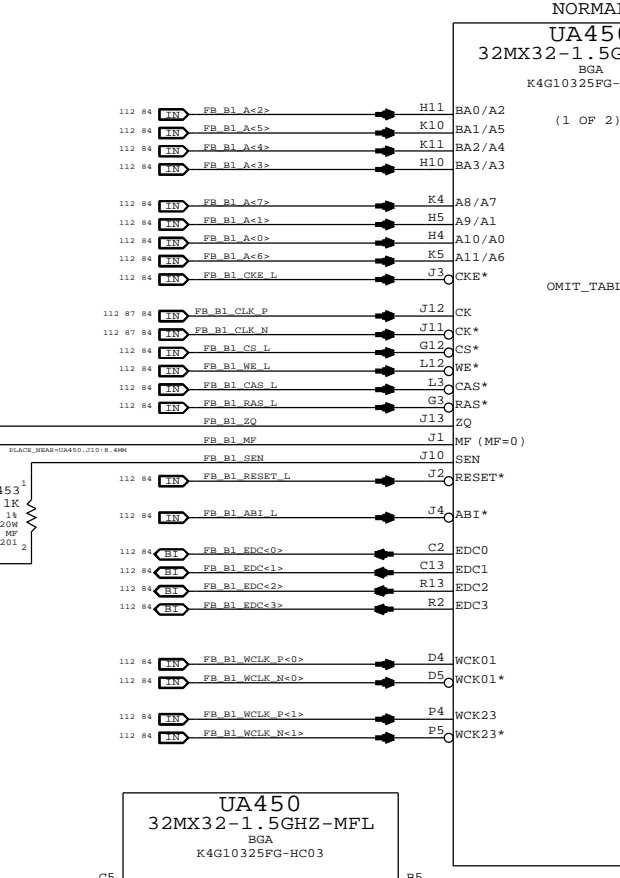 NORMAL
UA450
32MX32-1.5G
BGA
K4G10325FG-
(1 OF 2)
OMIT_TABL
112 84 IN FB_B1_A<2> H11 BA0/A2
112 84 IN FB_B1_A<5> K10 BA1/A5
112 84 IN FB_B1_A<4> K11 BA2/A4
112 84 IN FB_B1_A<3> H10 BA3/A3
112 84 IN FB_B1_A<7> K4 A8/A7
112 84 IN FB_B1_A<1> H5 A9/A1
112 84 IN FB_B1_A<0> H4 A10/A0
112 84 IN FB_B1_A<6> K5 A11/A6
112 84 IN FB_B1_CKE_L J3 CKE*
112 87 84 IN FB_B1_CLK_P J12 CK
112 87 84 IN FB_B1_CLK_N J11 CK*
112 84 IN FB_B1_CS_L G12 CS*
112 84 IN FB_B1_WE_L L12 WE*
112 84 IN FB_B1_CAS_L L3 CAS*
112 84 IN FB_B1_RAS_L G3 RAS*
FB_B1_ZQ J13 ZQ
FB_B1_MF J1 MF (MF=0)
PLACE_NEAR=UA450.J10:8.4MM
FB_B1_SEN J10 SEN
112 84 IN FB_B1_RESET_L J2 RESET*
453 1
1K
1%
20W
MF
201 2
112 84 IN FB_B1_ABI_L J4 ABI*
112 84 BI FB_B1_EDC<0> C2 EDC0
112 84 BI FB_B1_EDC<1> C13 EDC1
112 84 BI FB_B1_EDC<2> R13 EDC2
112 84 BI FB_B1_EDC<3> R2 EDC3
112 84 IN FB_B1_WCLK_P<0> D4 WCK01
112 84 IN FB_B1_WCLK_N<0> D5 WCK01*
112 84 IN FB_B1_WCLK_P<1> P4 WCK23
112 84 IN FB_B1_WCLK_N<1> P5 WCK23*
UA450
32MX32-1.5GHZ-MFL
BGA
K4G10325FG-HC03
C5 B5